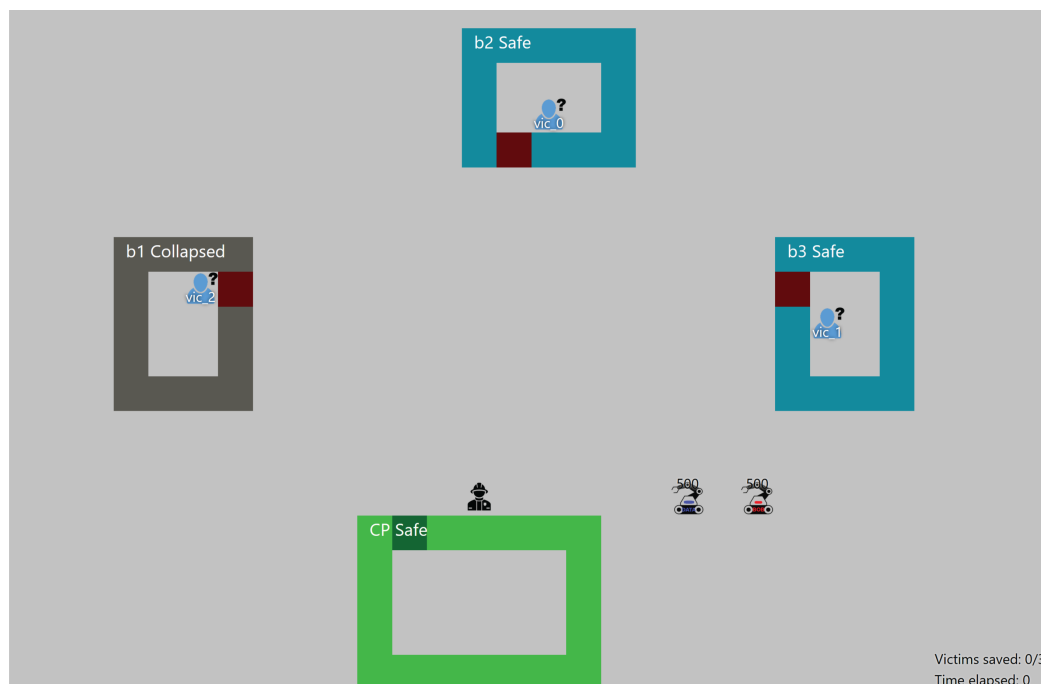 b2 Safe
?
vic_0
b1 Collapsed
?
vic_2
b3 Safe
?
vic_1
500
500
DATA
CP Safe
Victims saved: 0/3
Time elapsed: 0